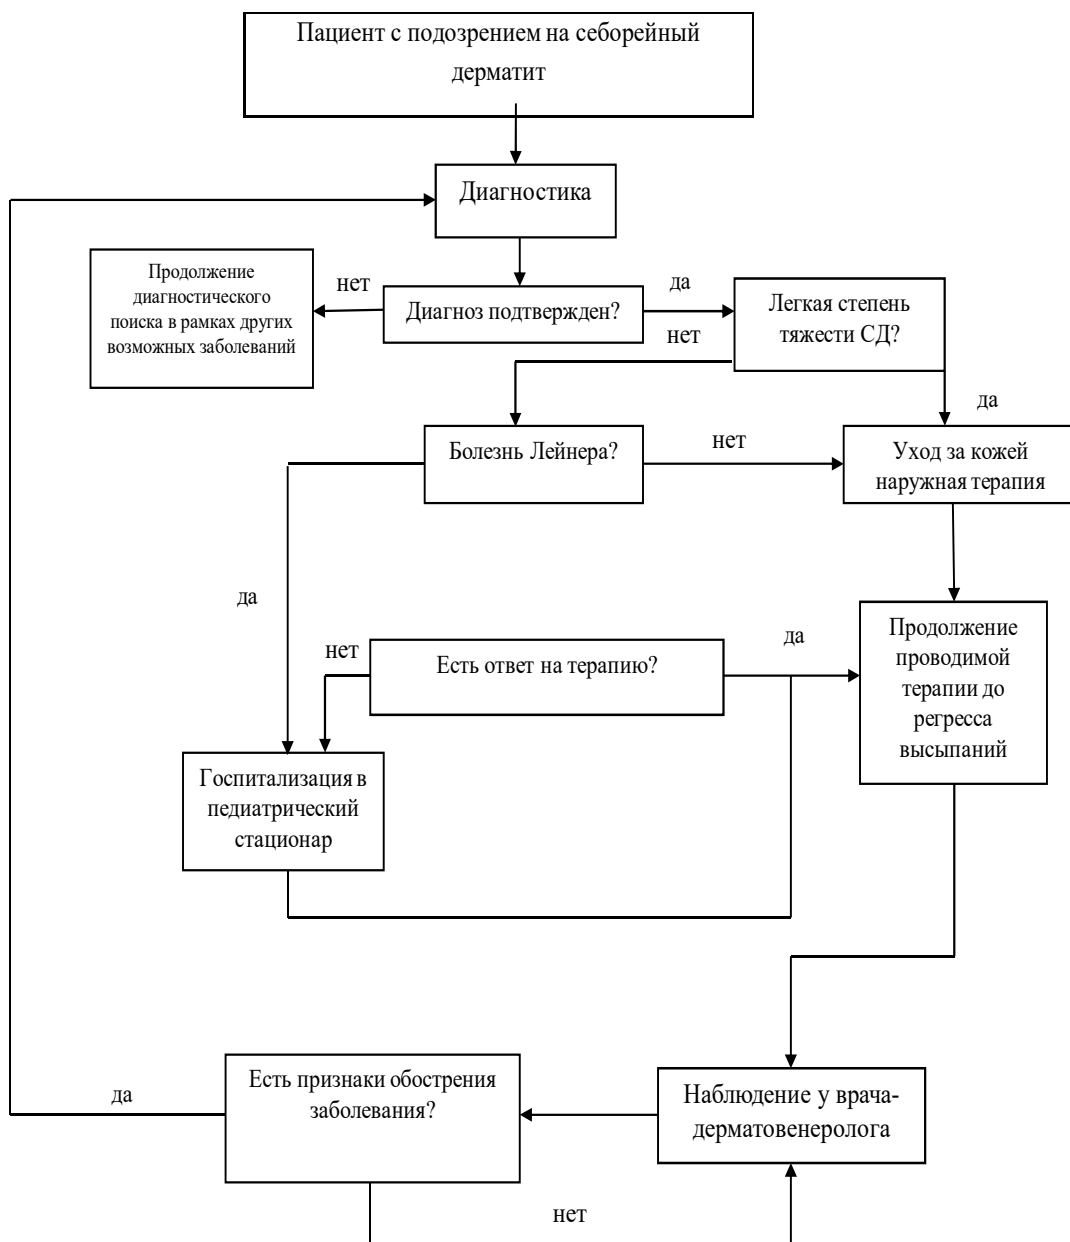 Пациент с подозрением на себорейный
дерматит
Диагностика
Продолжение
диагностического
поиска в рамках других
возможных заболеваний
нет
Диагноз подтвержден?
да
нет
Легкая степень
тяжести СД?
да
Болезнь Лейнера?
нет
Уход за кожей
наружная терапия
да
нет
Есть ответ на терапию?
да
Продолжение
проводимой
терапии до
регресса
высыпаний
Госпитализация в
педиатрический
стационар
да
Есть признаки обострения
заболевания?
Наблюдение у врача-
дерматовенеролога
нет